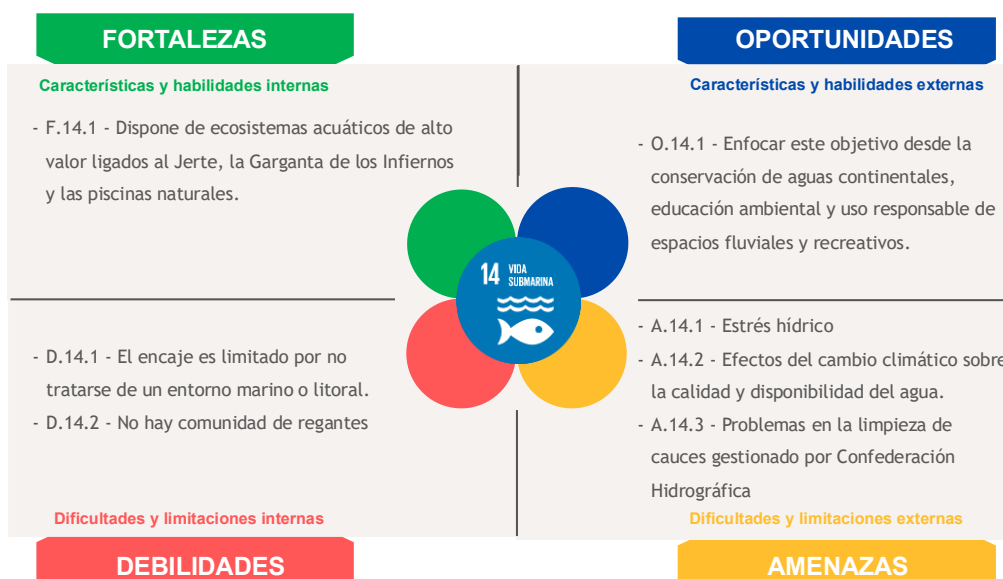 FORTALEZAS
Características y habilidades internas
- F.14.1 - Dispone de ecosistemas acuáticos de alto
valor ligados al Jerte, la Garganta de los Infiernos
y las piscinas naturales.
OPORTUNIDADES
Características y habilidades externas
- O.14.1 - Enfocar este objetivo desde la
conservación de aguas continentales,
educación ambiental y uso responsable de
espacios fluviales y recreativos.
14 VIDA
SUBMARINA
- D.14.1 - El encaje es limitado por no
tratarse de un entorno marino o litoral.
- D.14.2 - No hay comunidad de regantes
Dificultades y limitaciones internas
DEBILIDADES
- A.14.1 - Estrés hídrico
- A.14.2 - Efectos del cambio climático sobre
la calidad y disponibilidad del agua.
- A.14.3 - Problemas en la limpieza de
cauces gestionado por Confederación
Hidrográfica
Dificultades y limitaciones externas
AMENAZAS